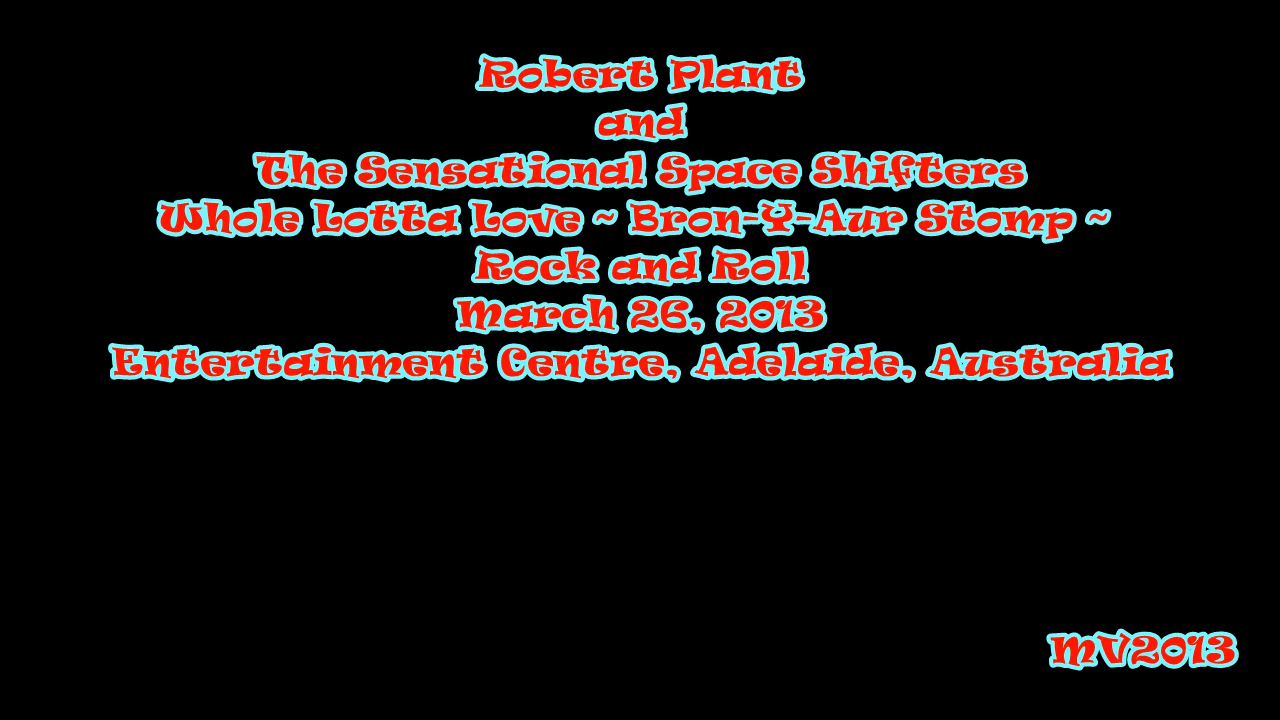 Robert Plant
and
The Sensational Space Shifters
Whole Lotta Love ~ Bron-Y-Aur Stomp ~
Rock and Roll
March 26, 2013
Entertainment Centre, Adelaide, Australia
MV2013